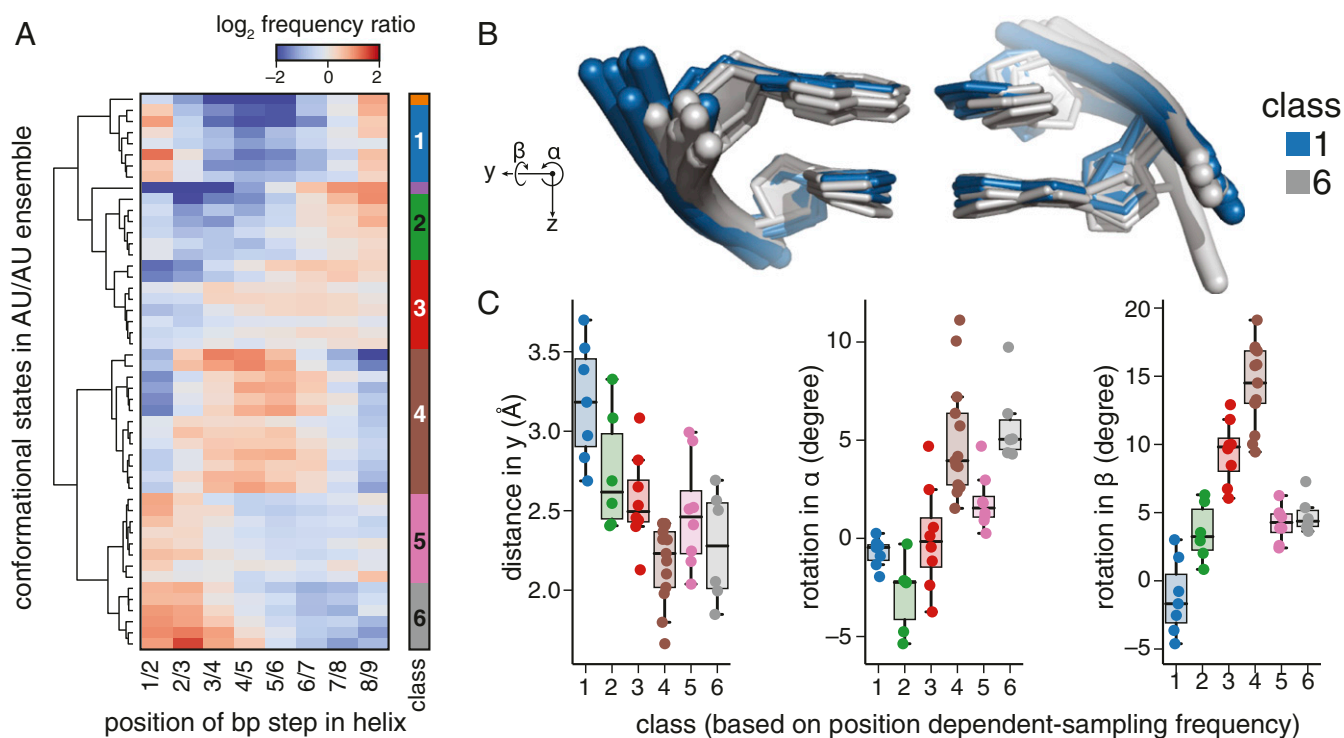 A
log2 frequency ratio
−2 0 2
conformational states in AU/AU ensemble
1
2
3
4
5
6
1/2 2/3 3/4 4/5 5/6 6/7 7/8 8/9
class
position of bp step in helix
B
β α
y
z
class
1
6
C
distance in y (Å)
3.5
3.0
2.5
2.0
1 2 3 4 5 6
rotation in α (degree)
10
5
0
−5
1 2 3 4 5 6
rotation in β (degree)
20
15
10
5
0
−5
1 2 3 4 5 6
class (based on position dependent-sampling frequency)